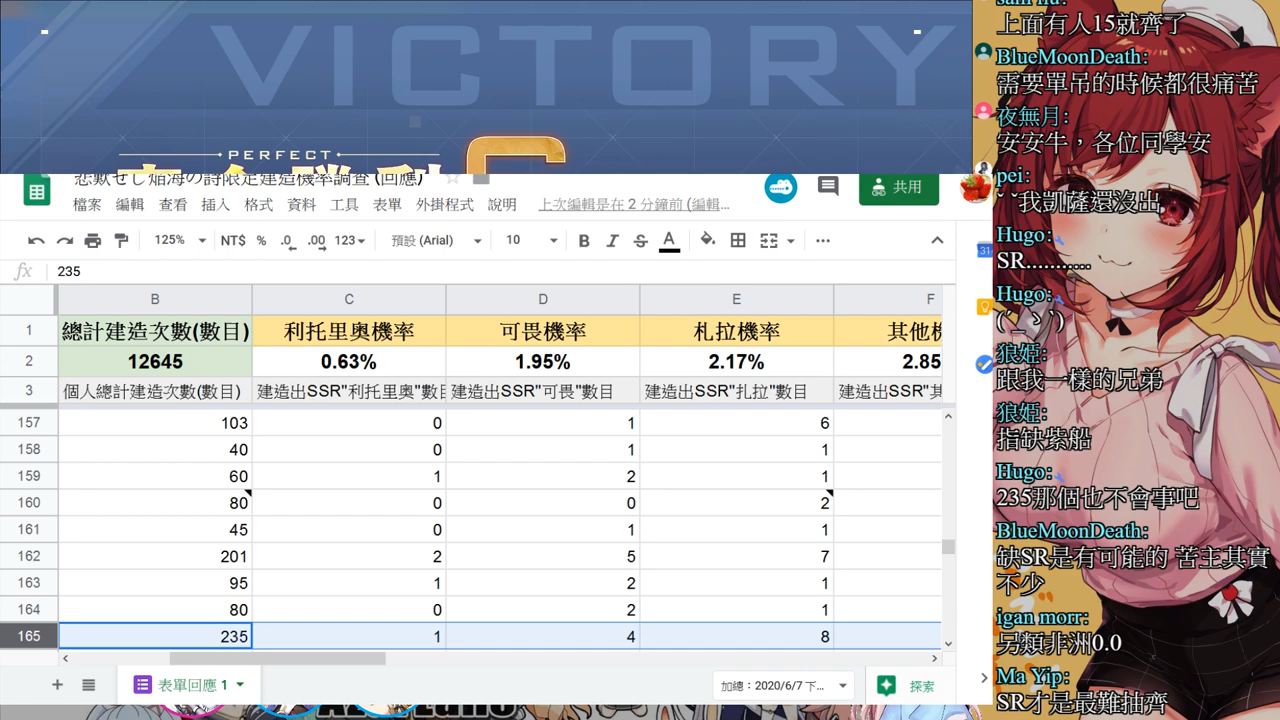 VICTORY
PERFECT
悲歎せし焔海の詩限定建造機率調查 (回應)
檔案 編輯 查看 插入 格式 資料 工具 表單 外掛程式 說明 上次編輯是在 2 分鐘前 (編輯...
共用
125% NT$ % .0 .00 123 預設 (Arial) 10 B I S A
fx 235
B C D E F
1 總計建造次數(數目) 利托里奧機率 可畏機率 札拉機率 其他機
2 12645 0.63% 1.95% 2.17% 2.85
3 個人總計建造次數(數目) 建造出SSR"利托里奧"數目 建造出SSR"可畏"數目 建造出SSR"扎拉"數目 建造出SSR"其
157 103 0 1 6
158 40 0 1 1
159 60 1 2 1
160 80 0 0 2
161 45 0 1 1
162 201 2 5 7
163 95 1 2 1
164 80 0 2 1
165 235 1 4 8
表單回應 1
加總：2020/6/7 下...
探索
31
上面有人15就齊了
BlueMoonDeath:
需要單吊的時候都很痛苦
夜無月:
安安牛，各位同學安
pei:
ˇˇ我凱薩還沒出
Hugo:
SR...........
Hugo:
(´_ゝ`)
狼姫:
跟我一樣的兄弟
狼姫:
指缺紫船
Hugo:
235那個也不會事吧
BlueMoonDeath:
缺SR是有可能的 苦主其實
不少
igan morr:
另類非洲0.0
Ma Yip:
SR才是最難抽齊